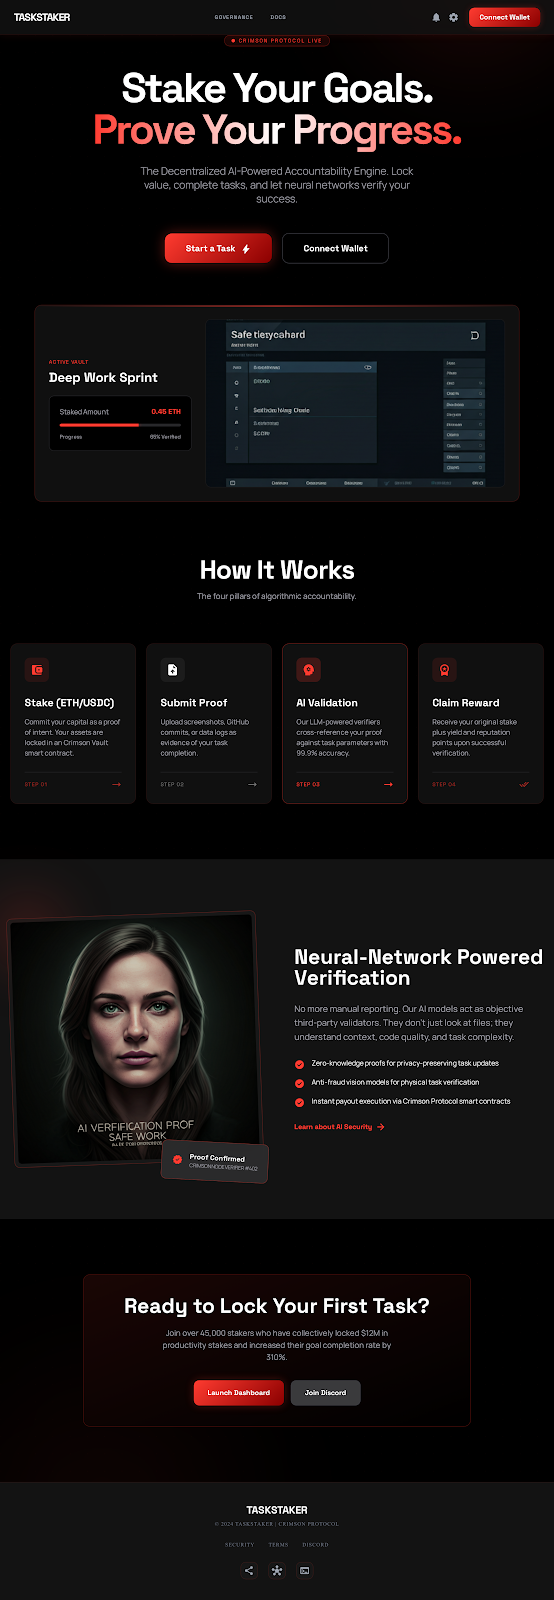 TASKSTAKER
GOVERNANCE DOCS
Connect Wallet
CRIMSON PROTOCOL LIVE
Stake Your Goals.
Prove Your Progress.
The Decentralized AI-Powered Accountability Engine. Lock
value, complete tasks, and let neural networks verify your
success.
Start a Task
Connect Wallet
ACTIVE VAULT
Deep Work Sprint
Staked Amount 0.45 ETH
Progress 85% Verified
Safe
How It Works
The four pillars of algorithmic accountability.
Stake (ETH/USDC)
Commit your capital as a proof
of intent. Your assets are
locked in an Crimson Vault
smart contract.
STEP 01
Submit Proof
Upload screenshots, GitHub
commits, or data logs as
evidence of your task
completion.
STEP 02
AI Validation
Our LLM-powered verifiers
cross-reference your proof
against task parameters with
99.9% accuracy.
STEP 03
Claim Reward
Receive your original stake
plus yield and reputation
points upon successful
verification.
STEP 04
AI VERFIFICATION PROF
SAFE WORK
Proof Confirmed
CRIMSON NODE VERIFIER #402
Neural-Network Powered
Verification
No more manual reporting. Our AI models act as objective
third-party validators. They don't just look at files; they
understand context, code quality, and task complexity.
Zero-knowledge proofs for privacy-preserving task updates
Anti-fraud vision models for physical task verification
Instant payout execution via Crimson Protocol smart contracts
Learn about AI Security
Ready to Lock Your First Task?
Join over 45,000 stakers who have collectively locked $12M in
productivity stakes and increased their goal completion rate by
310%.
Launch Dashboard
Join Discord
TASKSTAKER
© 2024 TASKSTAKER | CRIMSON PROTOCOL
SECURITY TERMS DISCORD